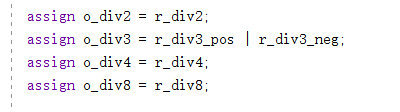 assign o_div2 = r_div2;
assign o_div3 = r_div3_pos | r_div3_neg;
assign o_div4 = r_div4;
assign o_div8 = r_div8;